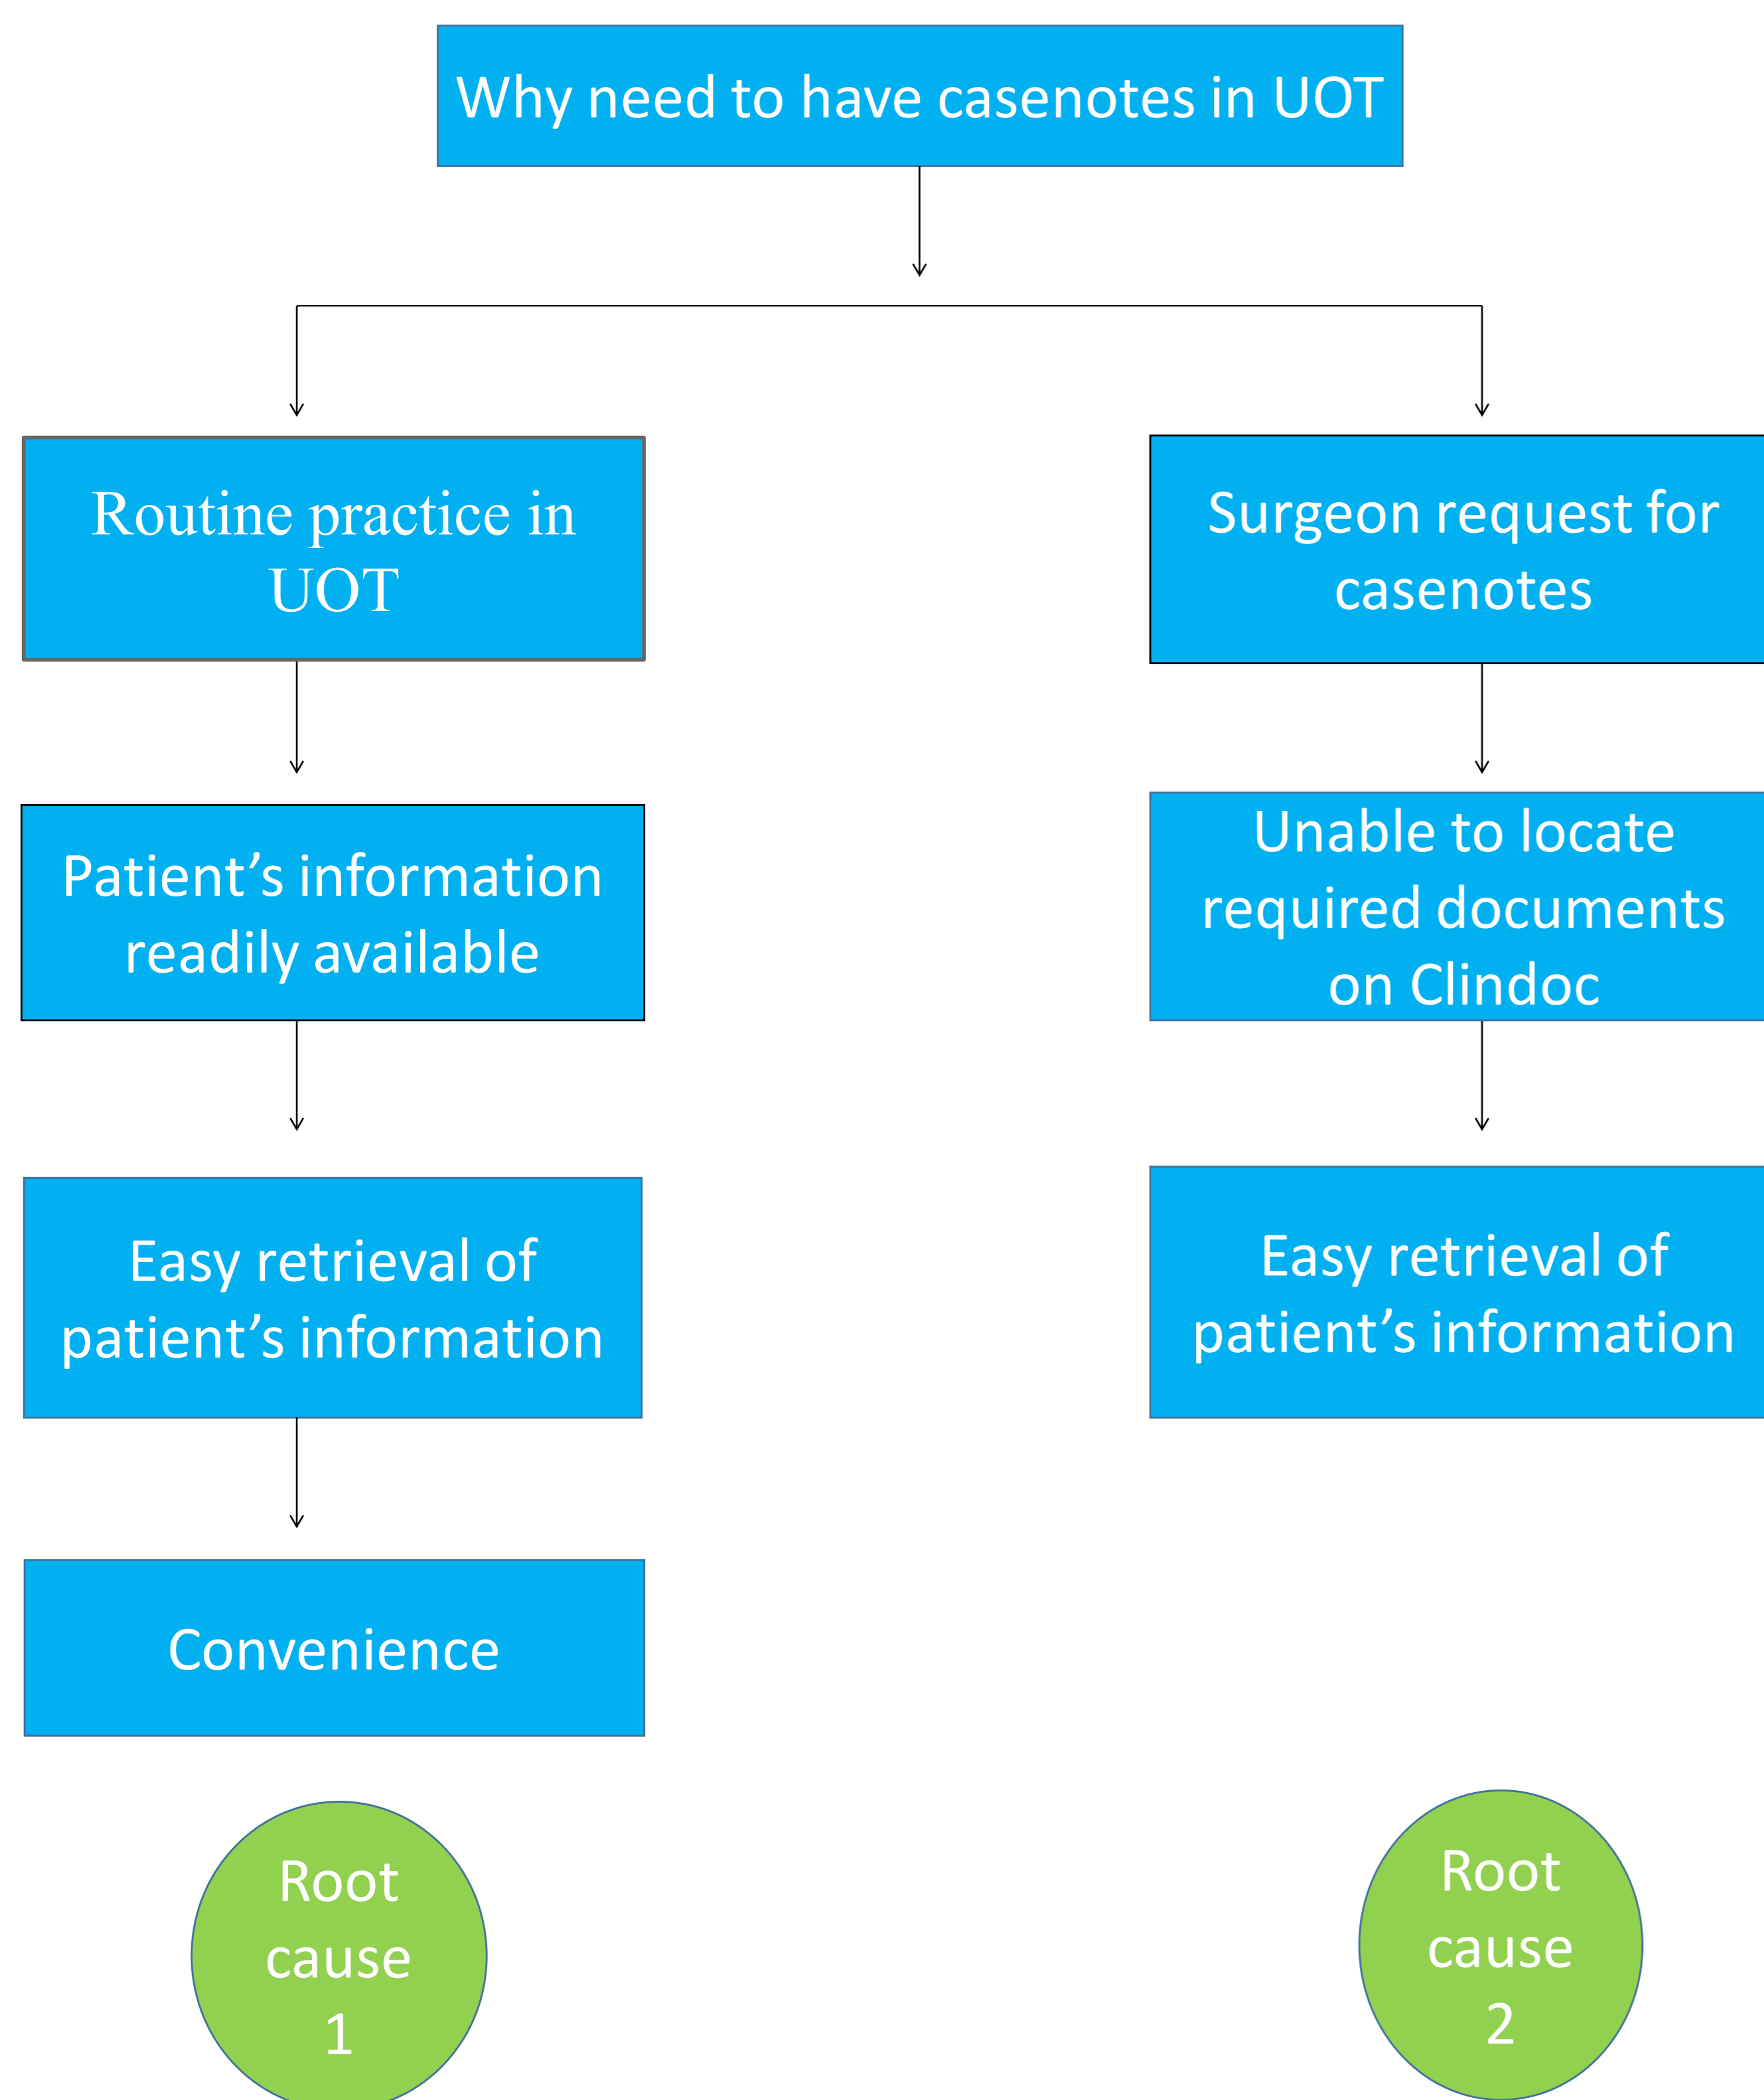 Why need to have casenotes in UOT
Routine practice in
UOT
Surgeon request for
casenotes
Patient’s information
readily available
Unable to locate
required documents
on Clindoc
Easy retrieval of
patient’s information
Easy retrieval of
patient’s information
Convenience
Root
cause
1
Root
cause
2